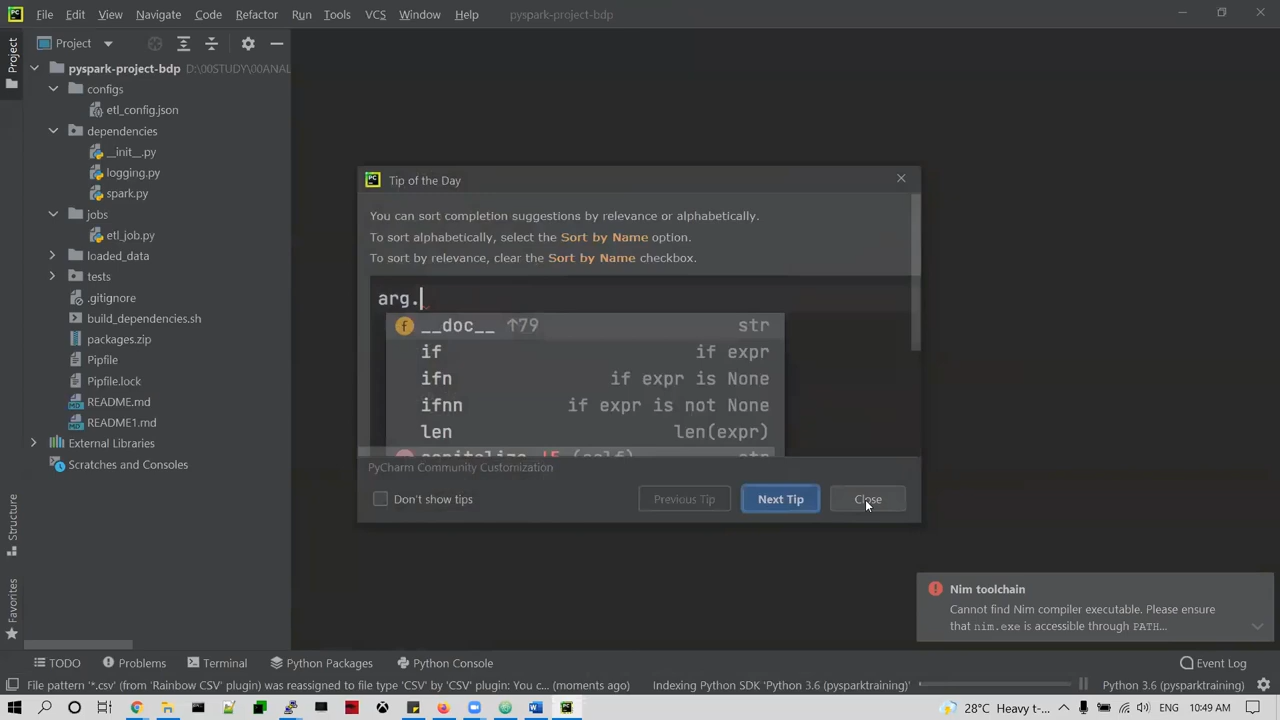 File Edit View Navigate Code Refactor Run Tools VCS Window Help pyspark-project-bdp
Project
Project
pyspark-project-bdp D:\00STUDY\00ANAL
configs
etl_config.json
dependencies
__init__.py
logging.py
spark.py
jobs
etl_job.py
loaded_data
tests
.gitignore
build_dependencies.sh
packages.zip
Pipfile
Pipfile.lock
README.md
README1.md
External Libraries
Scratches and Consoles
Structure
Favorites
Tip of the Day
You can sort completion suggestions by relevance or alphabetically.
To sort alphabetically, select the Sort by Name option.
To sort by relevance, clear the Sort by Name checkbox.
arg.
__doc__ ↑79 str
if if expr
ifn if expr is None
ifnn if expr is not None
len len(expr)
PyCharm Community Customization
Don't show tips Previous Tip Next Tip Close
Nim toolchain
Cannot find Nim compiler executable. Please ensure
that nim.exe is accessible through PATH...
TODO Problems Terminal Python Packages Python Console Event Log
File pattern '*.csv' (from 'Rainbow CSV' plugin) was reassigned to file type 'CSV' by 'CSV' plugin: You c... (moments ago) Indexing Python SDK 'Python 3.6 (pysparktraining) Python 3.6 (pysparktraining)
28°C Heavy t... 10:49 AM